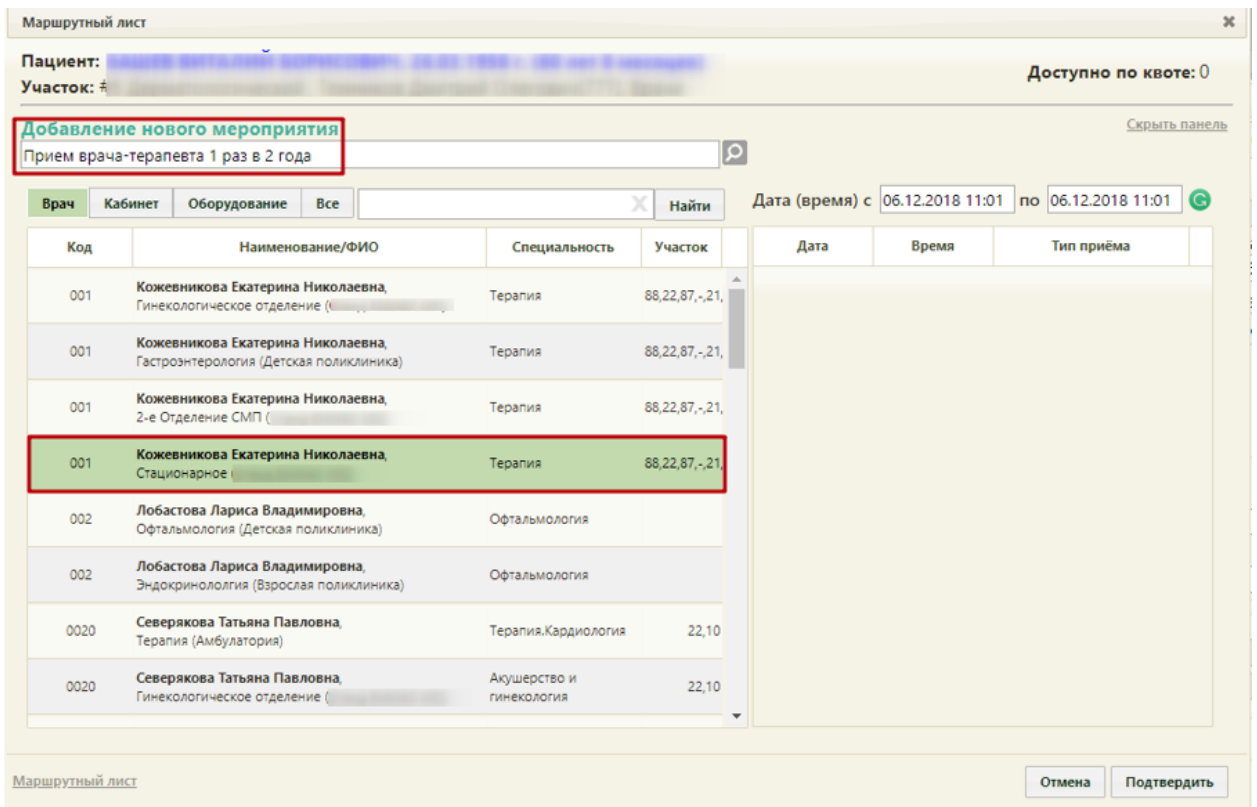 Маршрутный лист
Пациент:
Участок: #
Доступно по квоте: 0
Добавление нового мероприятия
Скрыть панель
Прием врача-терапевта 1 раз в 2 года
Врач Кабинет Оборудование Все X Найти
Дата (время) с 06.12.2018 11:01 по 06.12.2018 11:01
Код Наименование/ФИО Специальность Участок
Дата Время Тип приёма
001 Кожевникова Екатерина Николаевна, Терапия 88,22,87,-,21,
Гинекологическое отделение (
001 Кожевникова Екатерина Николаевна, Терапия 88,22,87,-,21,
Гастроэнтерология (Детская поликлиника)
001 Кожевникова Екатерина Николаевна, Терапия 88,22,87,-,21,
2-е Отделение СМП (
001 Кожевникова Екатерина Николаевна, Терапия 88,22,87,-,21,
Стационарное (
002 Лобастова Лариса Владимировна, Офтальмология
Офтальмология (Детская поликлиника)
002 Лобастова Лариса Владимировна, Офтальмология
Эндокринололгия (Взрослая поликлиника)
0020 Северякова Татьяна Павловна, Терапия.Кардиология 22,10
Терапия (Амбулатория)
0020 Северякова Татьяна Павловна, Акушерство и гинекология 22,10
Гинекологическое отделение (
Маршрутный лист
Отмена Подтвердить